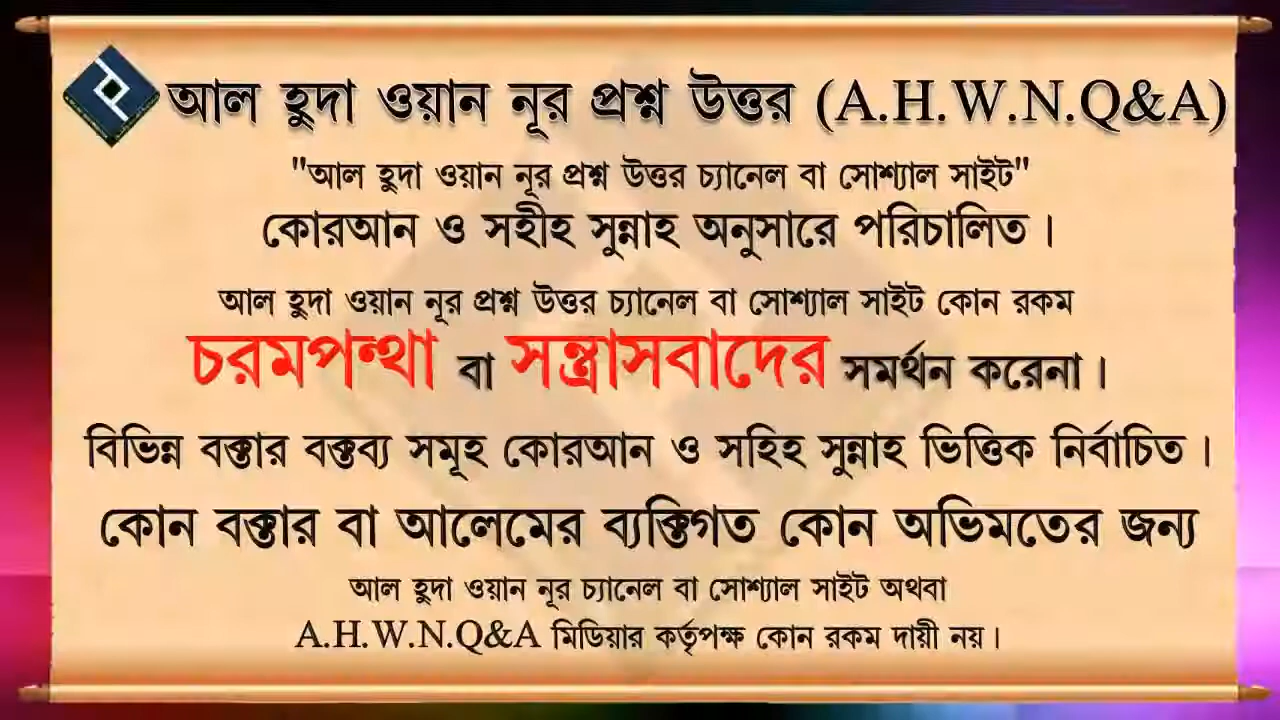 আল হুদা ওয়ান নূর প্রশ্ন উত্তর (A.H.W.N.Q&A)
"আল হুদা ওয়ান নূর প্রশ্ন উত্তর চ্যানেল বা সোশ্যাল সাইট"
কোরআন ও সহীহ সুন্নাহ অনুসারে পরিচালিত ।
আল হুদা ওয়ান নূর প্রশ্ন উত্তর চ্যানেল বা সোশ্যাল সাইট কোন রকম
চরমপন্থা বা সন্ত্রাসবাদের সমর্থন করেনা ।
বিভিন্ন বক্তার বক্তব্য সমূহ কোরআন ও সহিহ সুন্নাহ ভিত্তিক নির্বাচিত ।
কোন বক্তার বা আলেমের ব্যক্তিগত কোন অভিমতের জন্য
আল হুদা ওয়ান নূর চ্যানেল বা সোশ্যাল সাইট অথবা
A.H.W.N.Q&A মিডিয়ার কর্তৃপক্ষ কোন রকম দায়ী নয় ।